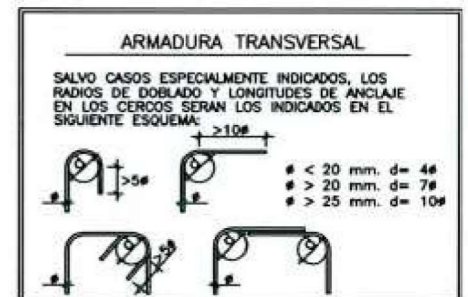 ARMADURA TRANSVERSAL
SALVO CASOS ESPECIALMENTE INDICADOS, LOS
RADIOS DE DOBLADO Y LONGITUDES DE ANCLAJE
EN LOS CERCOS SERAN LOS INDICADOS EN EL
SIGUIENTE ESQUEMA:
>10ø
d
>5ø
d
ø
ø
ø < 20 mm. d= 4ø
ø > 20 mm. d= 7ø
ø > 25 mm. d= 10ø
d
>5ø
d
ø
ø